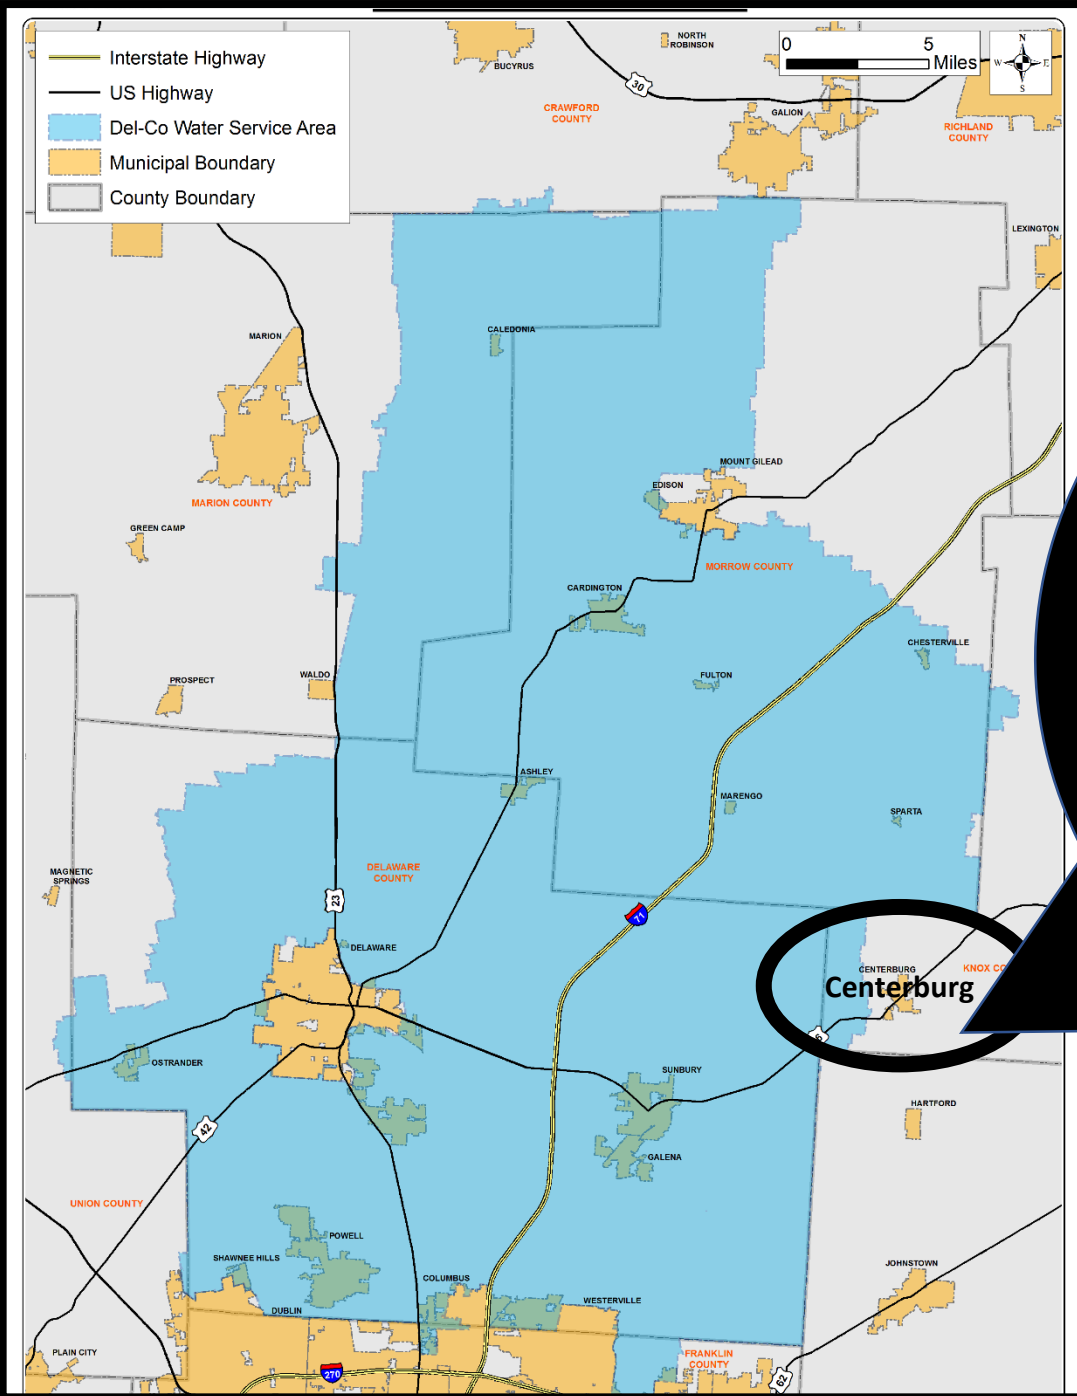 Interstate Highway
US Highway
Del-Co Water Service Area
Municipal Boundary
County Boundary
0 5
Miles
N
W E
S
NORTH
ROBINSON
BUCYRUS
30
CRAWFORD
COUNTY
GALION
RICHLAND
COUNTY
LEXINGTON
MARION
CALEDONIA
MARION COUNTY
MOUNT GILEAD
EDISON
GREEN CAMP
MORROW COUNTY
CARDINGTON
CHESTERVILLE
PROSPECT
WALDO
FULTON
ASHLEY
MARENGO
SPARTA
MAGNETIC
SPRINGS
DELAWARE
COUNTY
23
71
DELAWARE
CENTERBURG
KNOX CO
Centerburg
6
OSTRANDER
SUNBURY
42
HARTFORD
GALENA
UNION COUNTY
POWELL
SHAWNEE HILLS
COLUMBUS
JOHNSTOWN
WESTERVILLE
DUBLIN
PLAIN CITY
FRANKLIN
COUNTY
270
62